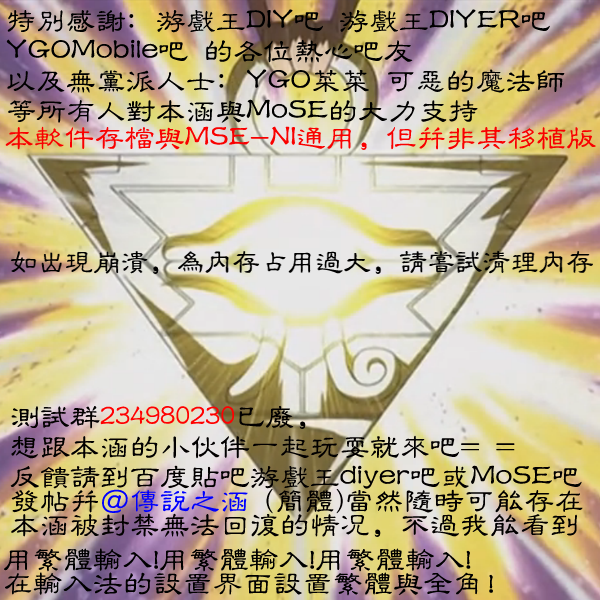 特別感謝: 游戲王DIY吧 游戲王DIYER吧
YGOMobile吧 的各位熱心吧友
以及無黨派人士: YGO菜菜 可惡的魔法師
等所有人對本涵與MoSE的大力支持
本軟件存檔與MSE-NI通用, 但幷非其移植版
如出現崩潰, 為內存占用過大, 請嘗試清理內存
測試群234980230已廢,
想跟本涵的小伙伴一起玩耍就來吧= =
反饋請到百度貼吧游戲王diyer吧或MoSE吧
發帖幷@傳說之涵 (簡體)當然隨時可能存在
本涵被封禁無法回復的情况, 不過我能看到
用繁體輸入!用繁體輸入!用繁體輸入!
在輸入法的設置界面設置繁體與全角!